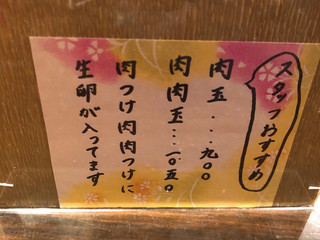 スタッフおすすめ
肉玉...九〇〇
肉肉玉...一〇五〇
肉つけ肉肉つけに
生卵が入ってます